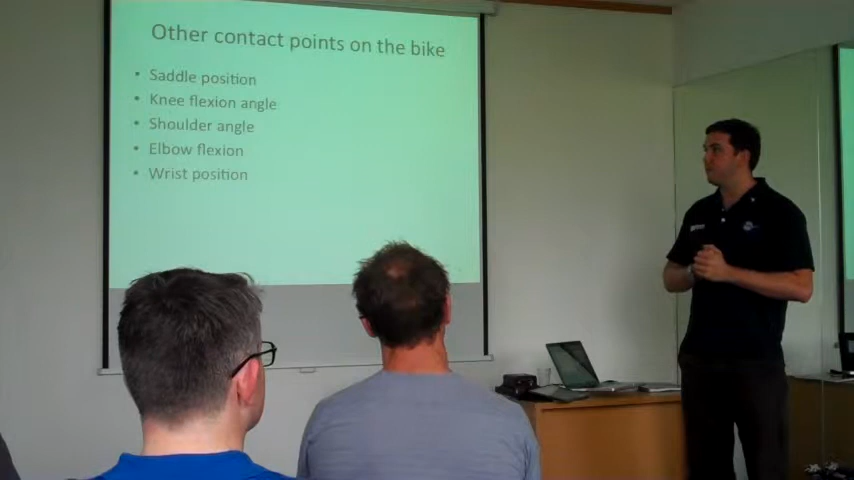 Other contact points on the bike
• Saddle position
• Knee flexion angle
• Shoulder angle
• Elbow flexion
• Wrist position